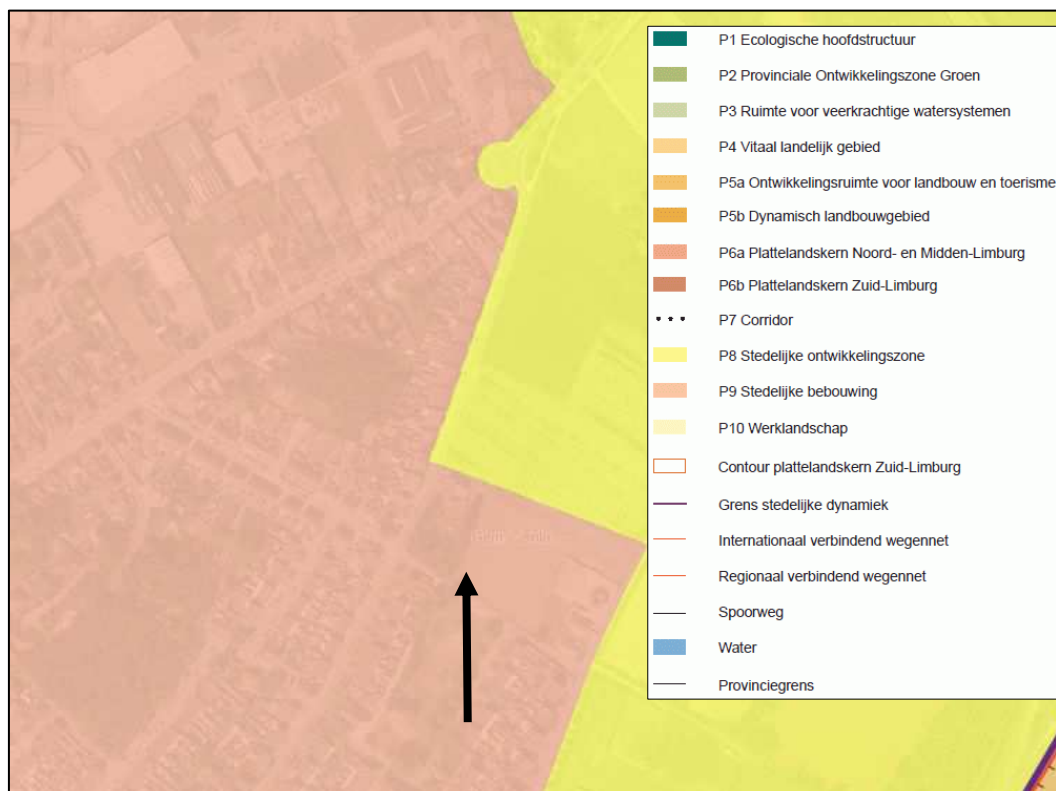 P1 Ecologische hoofdstructuur
P2 Provinciale Ontwikkelingszone Groen
P3 Ruimte voor veerkrachtige watersystemen
P4 Vitaal landelijk gebied
P5a Ontwikkelingsruimte voor landbouw en toerisme
P5b Dynamisch landbouwgebied
P6a Plattelandskern Noord- en Midden-Limburg
P6b Plattelandskern Zuid-Limburg
P7 Corridor
P8 Stedelijke ontwikkelingszone
P9 Stedelijke bebouwing
P10 Werklandschap
Contour plattelandskern Zuid-Limburg
Grens stedelijke dynamiek
Internationaal verbindend wegennet
Regionaal verbindend wegennet
Spoorweg
Water
Provinciegrens